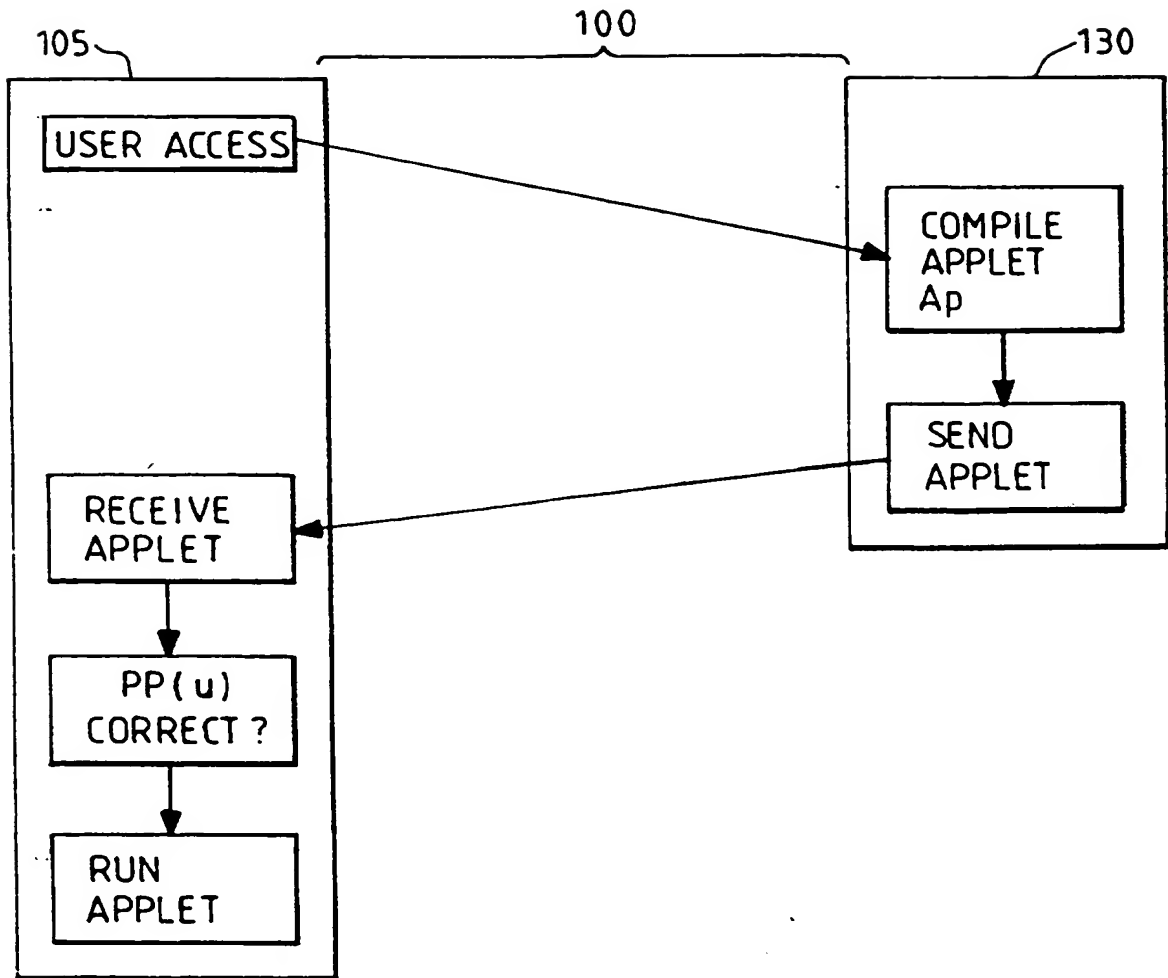 105
100
130
USER ACCESS
COMPILE
APPLET
Ap
SEND
APPLET
RECEIVE
APPLET
PP(u)
CORRECT?
RUN
APPLET